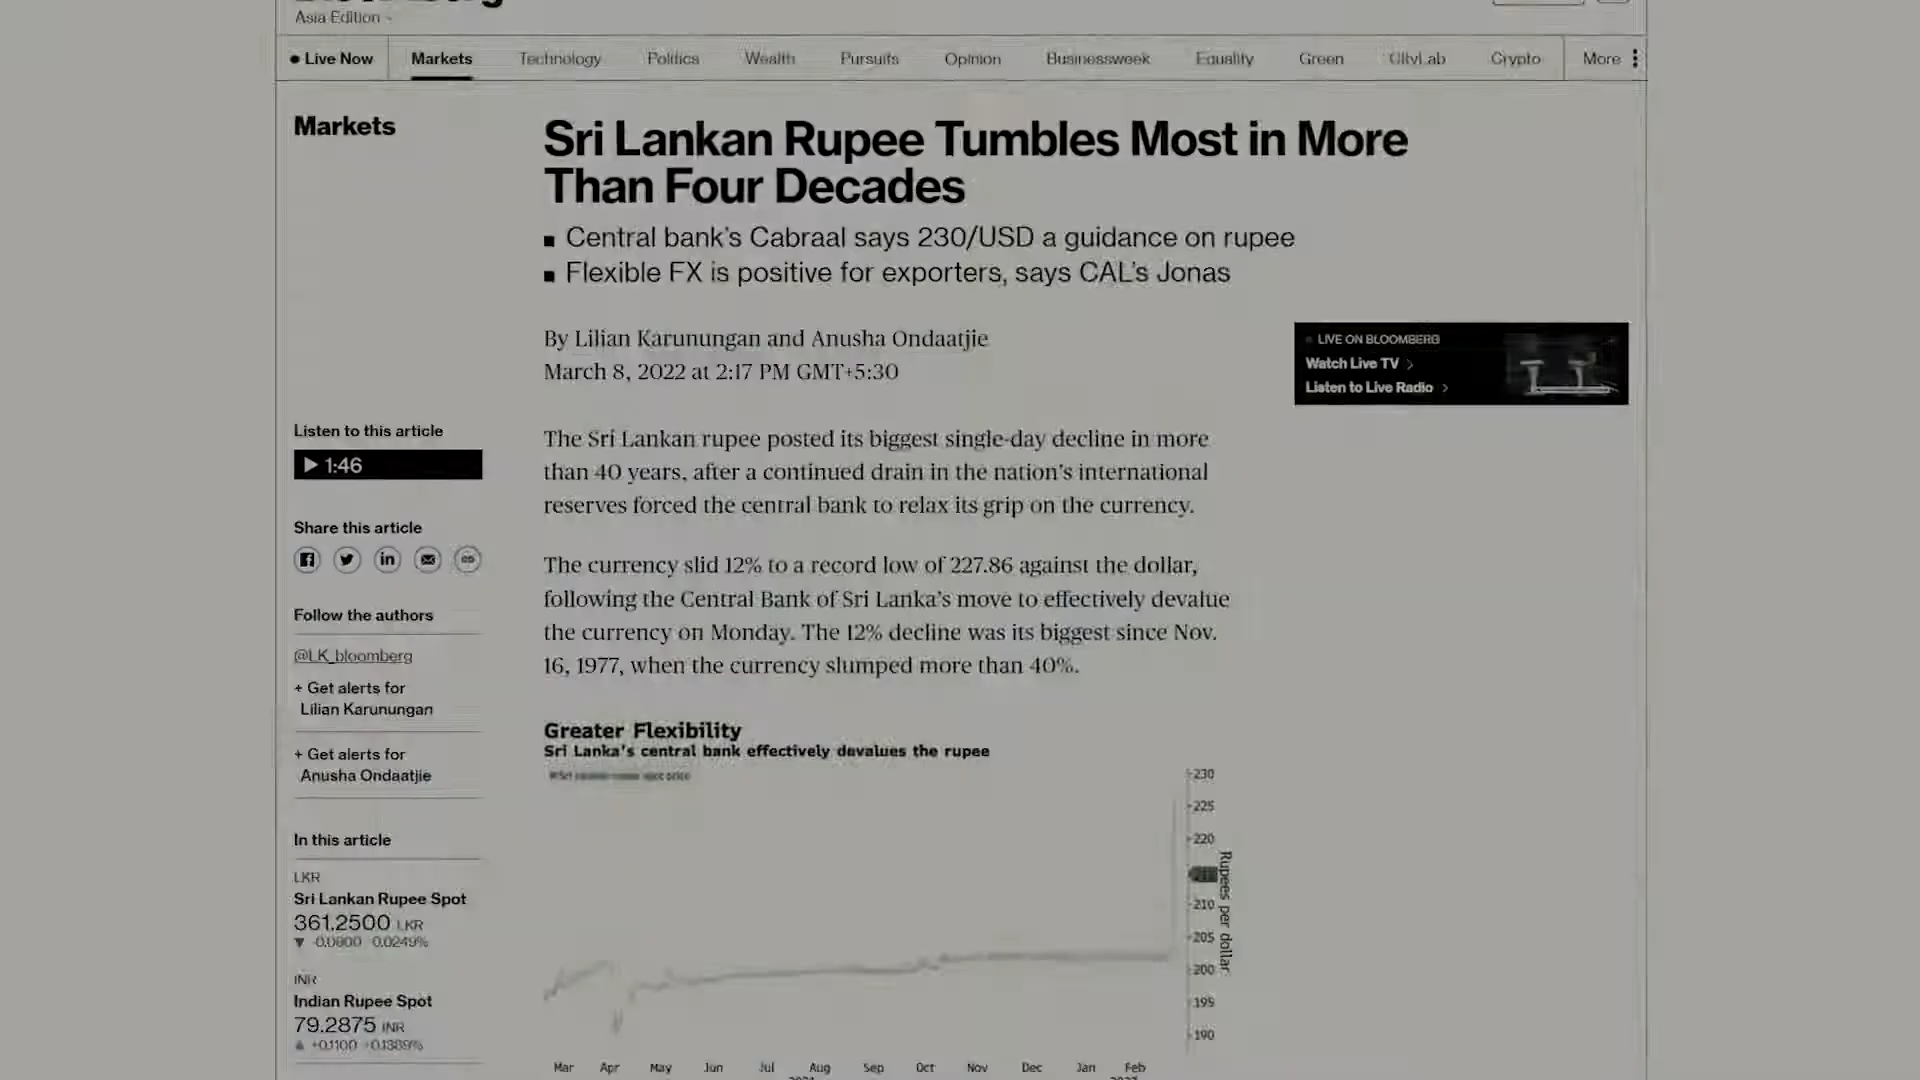 Asia Edition
Live Now
Markets
Technology
Politics
Wealth
Pursuits
Opinion
Businessweek
Equality
Green
CityLab
Crypto
More
Markets
Sri Lankan Rupee Tumbles Most in More
Than Four Decades
Central bank's Cabraal says 230/USD a guidance on rupee
Flexible FX is positive for exporters, says CAL's Jonas
By Lilian Karunungan and Anusha Ondaatjie
March 8, 2022 at 2:17 PM GMT+5:30
LIVE ON BLOOMBERG
Watch Live TV
Listen to Live Radio
Listen to this article
1:46
Share this article
Follow the authors
@LK_bloomberg
+ Get alerts for
Lilian Karunungan
+ Get alerts for
Anusha Ondaatjie
In this article
LKR
Sri Lankan Rupee Spot
361.2500 LKR
-0.0900 -0.0249%
INR
Indian Rupee Spot
79.2875 INR
+0.1100 +0.1389%
The Sri Lankan rupee posted its biggest single-day decline in more
than 40 years, after a continued drain in the nation's international
reserves forced the central bank to relax its grip on the currency.
The currency slid 12% to a record low of 227.86 against the dollar,
following the Central Bank of Sri Lanka's move to effectively devalue
the currency on Monday. The 12% decline was its biggest since Nov.
16, 1977, when the currency slumped more than 40%.
Greater Flexibility
Sri Lanka's central bank effectively devalues the rupee
230
225
220
210
205
200
195
190
Rupees per dollar
Mar Apr May Jun Jul Aug Sep Oct Nov Dec Jan Feb